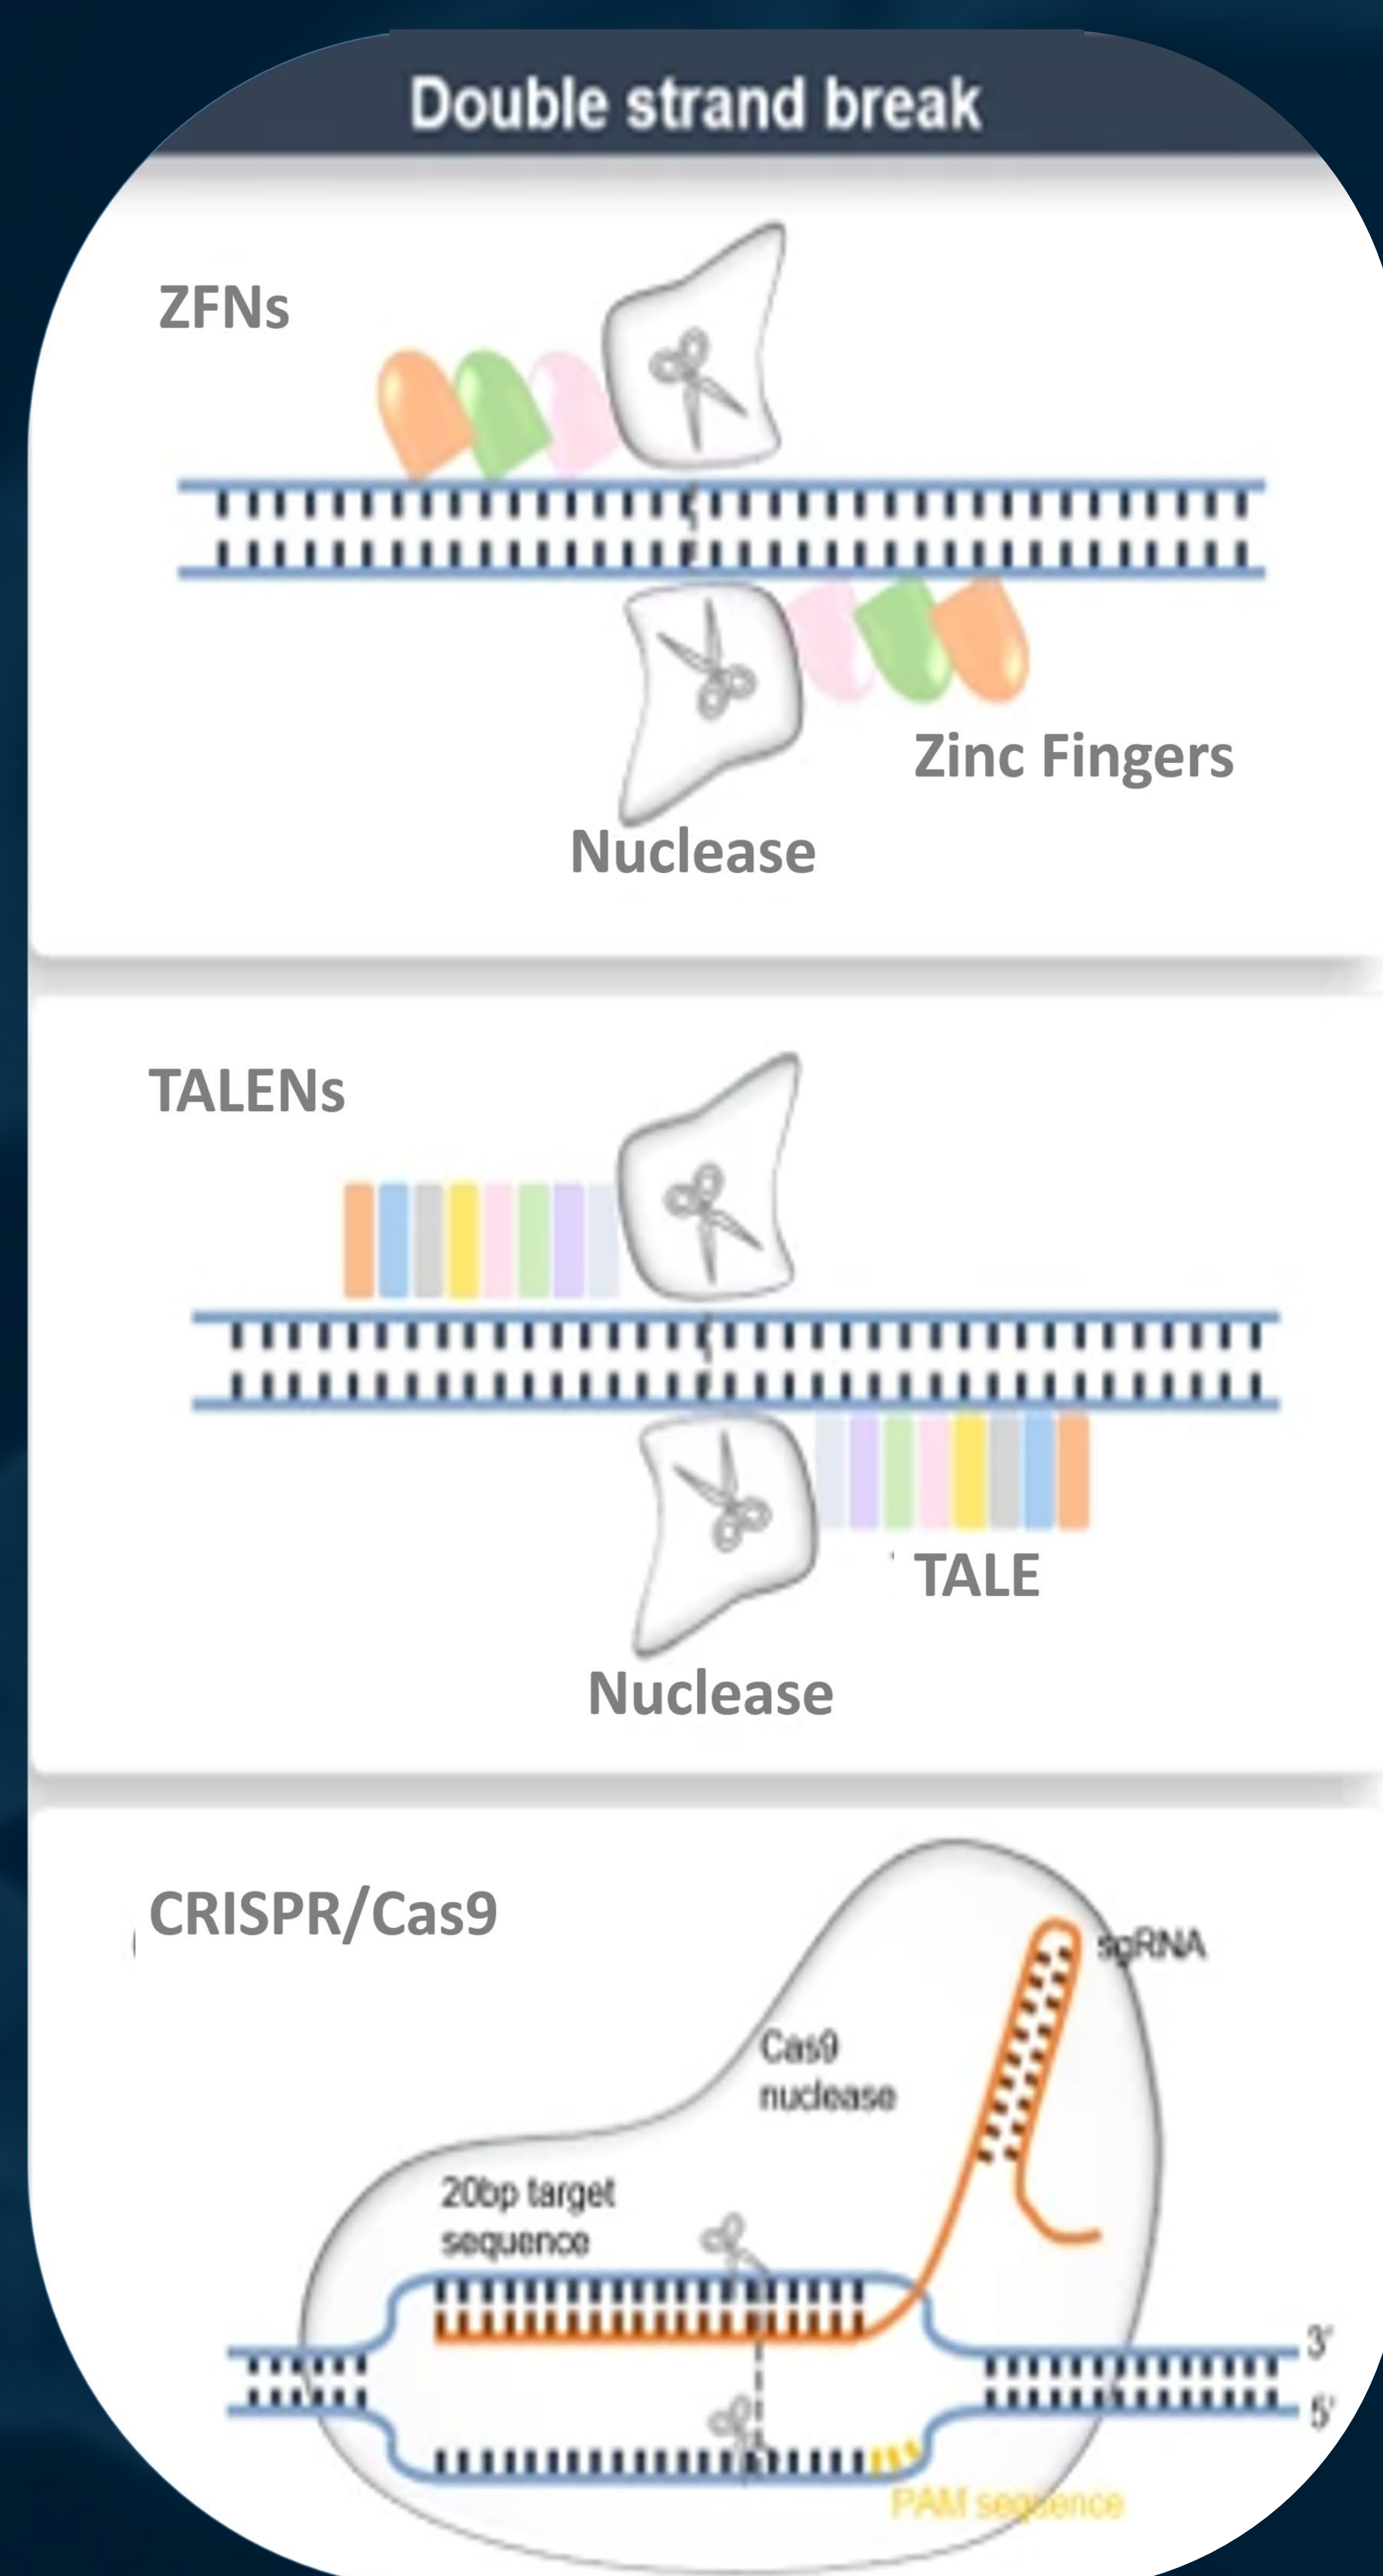 Double strand break
ZFNs
Zinc Fingers
Nuclease
TALENs
TALE
Nuclease
CRISPR/Cas9
sgRNA
Cas9
nuclease
20bp target
sequence
3'
5'
PAM sequence